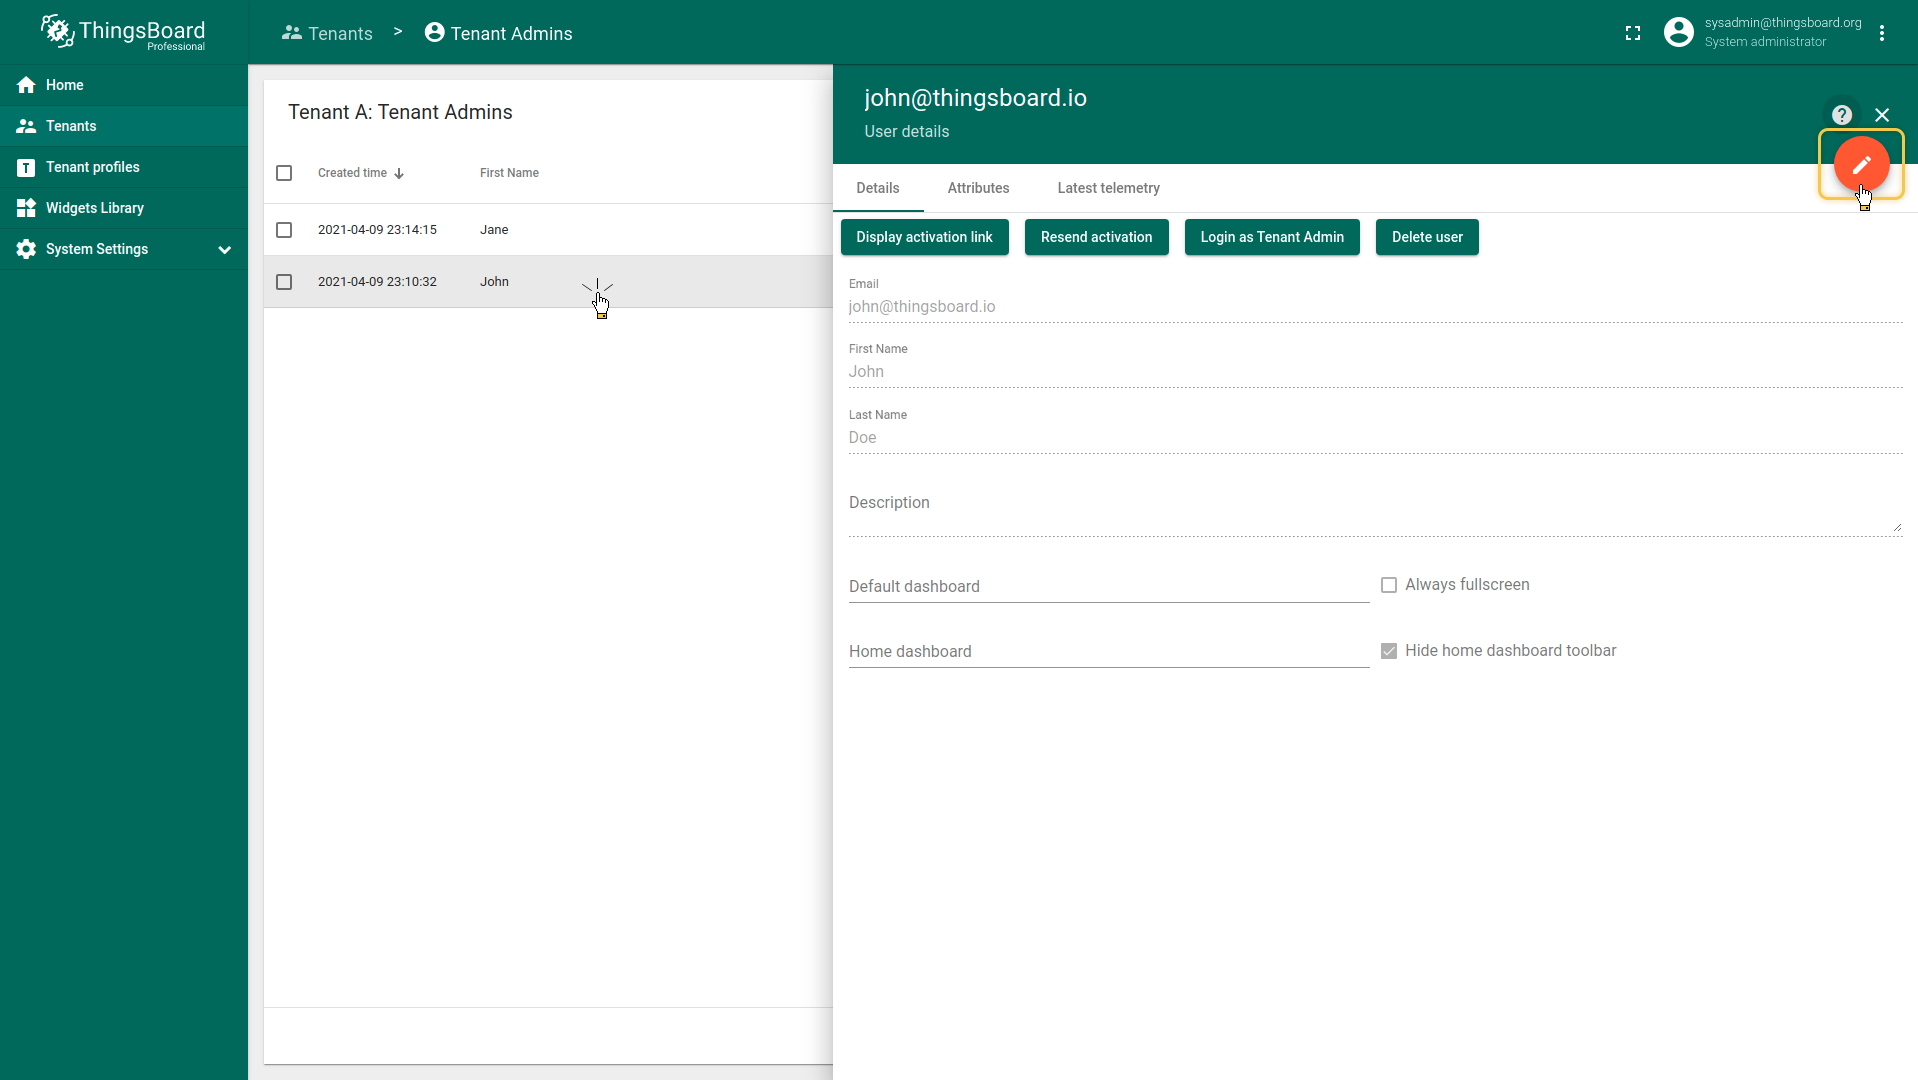 ThingsBoard
Professional
Tenants > Tenant Admins
sysadmin@thingsboard.org
System administrator
Home
Tenants
Tenant profiles
Widgets Library
System Settings
Tenant A: Tenant Admins
Created time First Name
2021-04-09 23:14:15 Jane
2021-04-09 23:10:32 John
john@thingsboard.io
User details
Details Attributes Latest telemetry
Display activation link Resend activation Login as Tenant Admin Delete user
Email
john@thingsboard.io
First Name
John
Last Name
Doe
Description
Default dashboard Always fullscreen
Home dashboard Hide home dashboard toolbar